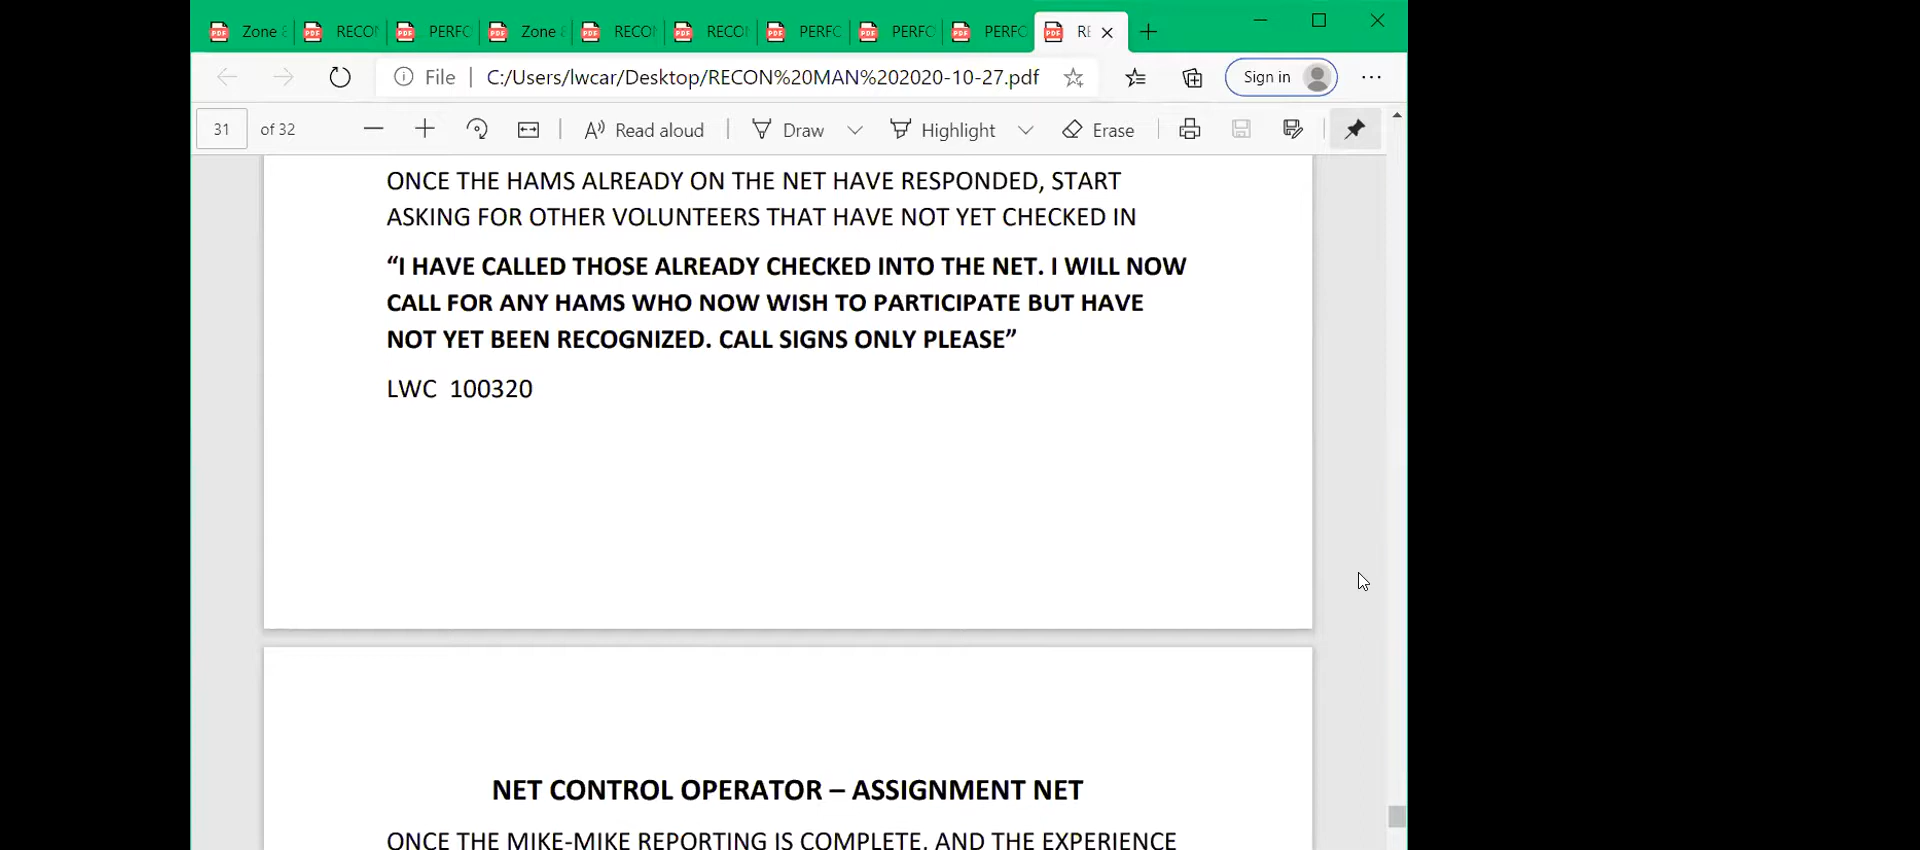 Zone RECON PERFO Zone RECON RECON PERFO PERFO PERFO RE
File C:/Users/lwcar/Desktop/RECON%20MAN%202020-10-27.pdf Sign in
31 of 32 Read aloud Draw Highlight Erase
ONCE THE HAMS ALREADY ON THE NET HAVE RESPONDED, START
ASKING FOR OTHER VOLUNTEERS THAT HAVE NOT YET CHECKED IN
“I HAVE CALLED THOSE ALREADY CHECKED INTO THE NET. I WILL NOW
CALL FOR ANY HAMS WHO NOW WISH TO PARTICIPATE BUT HAVE
NOT YET BEEN RECOGNIZED. CALL SIGNS ONLY PLEASE”
LWC 100320
NET CONTROL OPERATOR – ASSIGNMENT NET
ONCE THE MIKE-MIKE REPORTING IS COMPLETE, AND THE EXPERIENCE